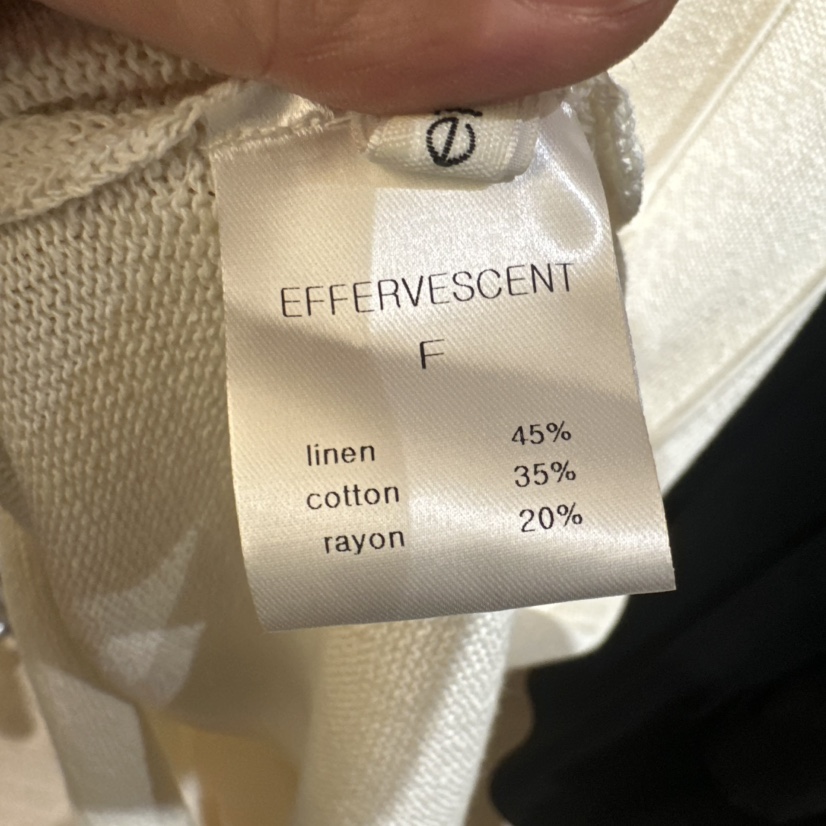 EFFERVESCENT
F
linen 45%
cotton 35%
rayon 20%